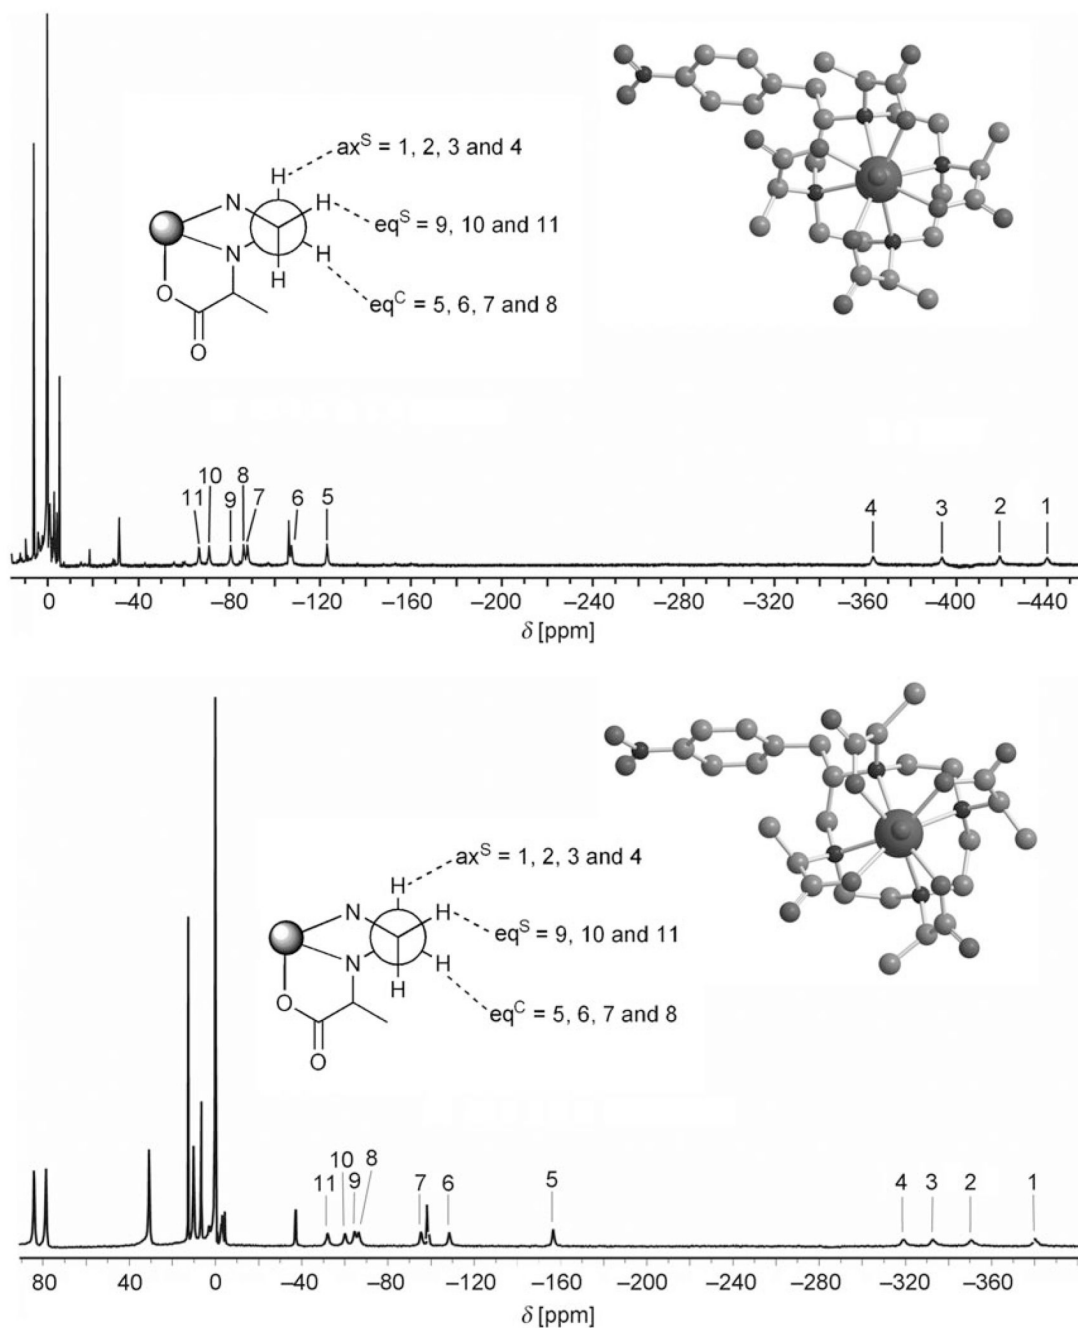 ax^S = 1, 2, 3 and 4
H
N
H
eq^S = 9, 10 and 11
N
H
H
eq^C = 5, 6, 7 and 8
O
O
11 10 9 8 7 6 5 4 3 2 1
0 –40 –80 –120 –160 –200 –240 –280 –320 –360 –400 –440
δ [ppm]
ax^S = 1, 2, 3 and 4
H
N
H
eq^S = 9, 10 and 11
N
H
H
eq^C = 5, 6, 7 and 8
O
O
11 10 9 8 7 6 5 4 3 2 1
80 40 0 –40 –80 –120 –160 –200 –240 –280 –320 –360
δ [ppm]